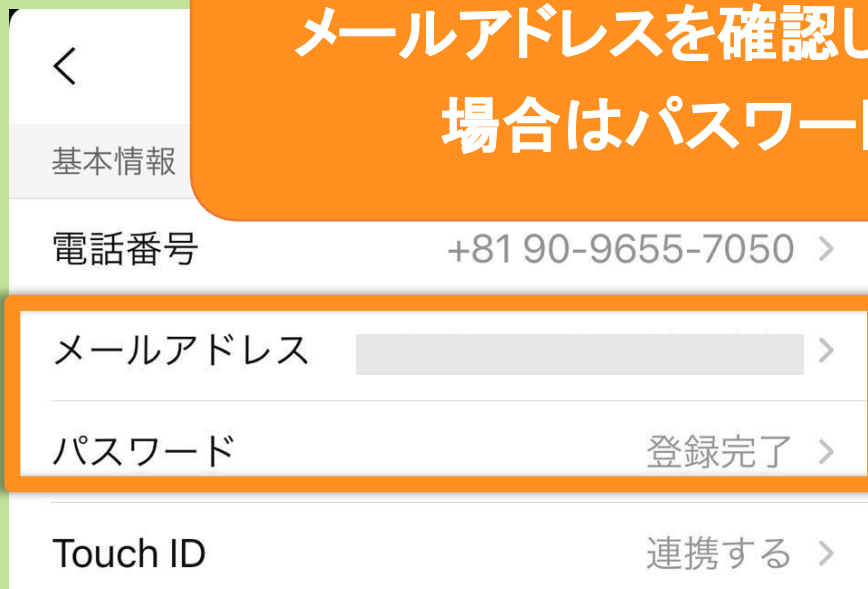 メールアドレスを確認し
場合はパスワー
基本情報
電話番号 +81 90-9655-7050 >
メールアドレス >
パスワード 登録完了 >
Touch ID 連携する >